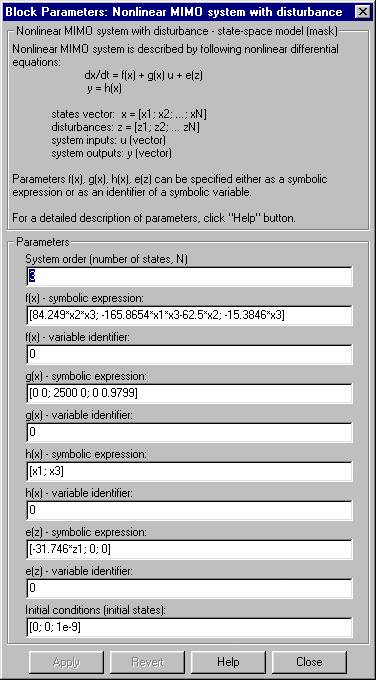 Block Parameters: Nonlinear MIMO system with disturbance
Nonlinear MIMO system with disturbance - state-space model (mask)
Nonlinear MIMO system is described by following nonlinear differential
equations:
dx/dt = f(x) + g(x) u + e(z)
y = h(x)
states vector: x = [x1; x2; ...; xN]
disturbances: z = [z1; z2; ... zN]
system inputs: u (vector)
system outputs: y (vector)
Parameters f(x), g(x), h(x), e(z) can be specified either as a symbolic
expression or as an identifier of a symbolic variable.
For a detailed description of parameters, click "Help" button.
Parameters
System order (number of states, N)
3
f(x) - symbolic expression:
[84.249*x2*x3; -165.8654*x1*x3-62.5*x2; -15.3846*x3]
f(x) - variable identifier:
0
g(x) - symbolic expression:
[0 0; 2500 0; 0 0.9799]
g(x) - variable identifier:
0
h(x) - symbolic expression:
[x1; x3]
h(x) - variable identifier:
0
e(z) - symbolic expression:
[-31.746*z1; 0; 0]
e(z) - variable identifier:
0
Initial conditions (initial states):
[0; 0; 1e-9]
Apply Revert Help Close